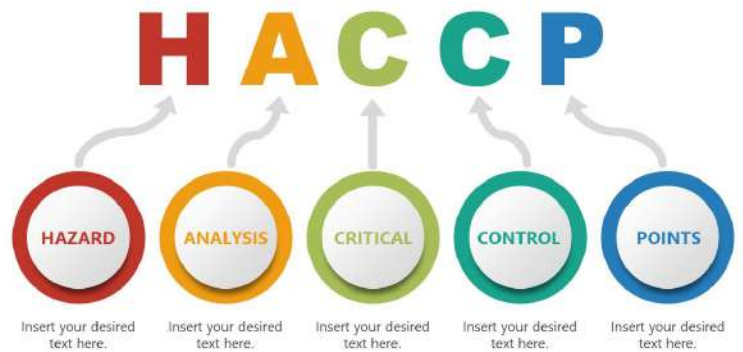 HACCP
HAZARD ANALYSIS CRITICAL CONTROL POINTS
Insert your desired Insert your desired Insert your desired Insert your desired Insert your desired
text here. text here. text here. text here. text here.